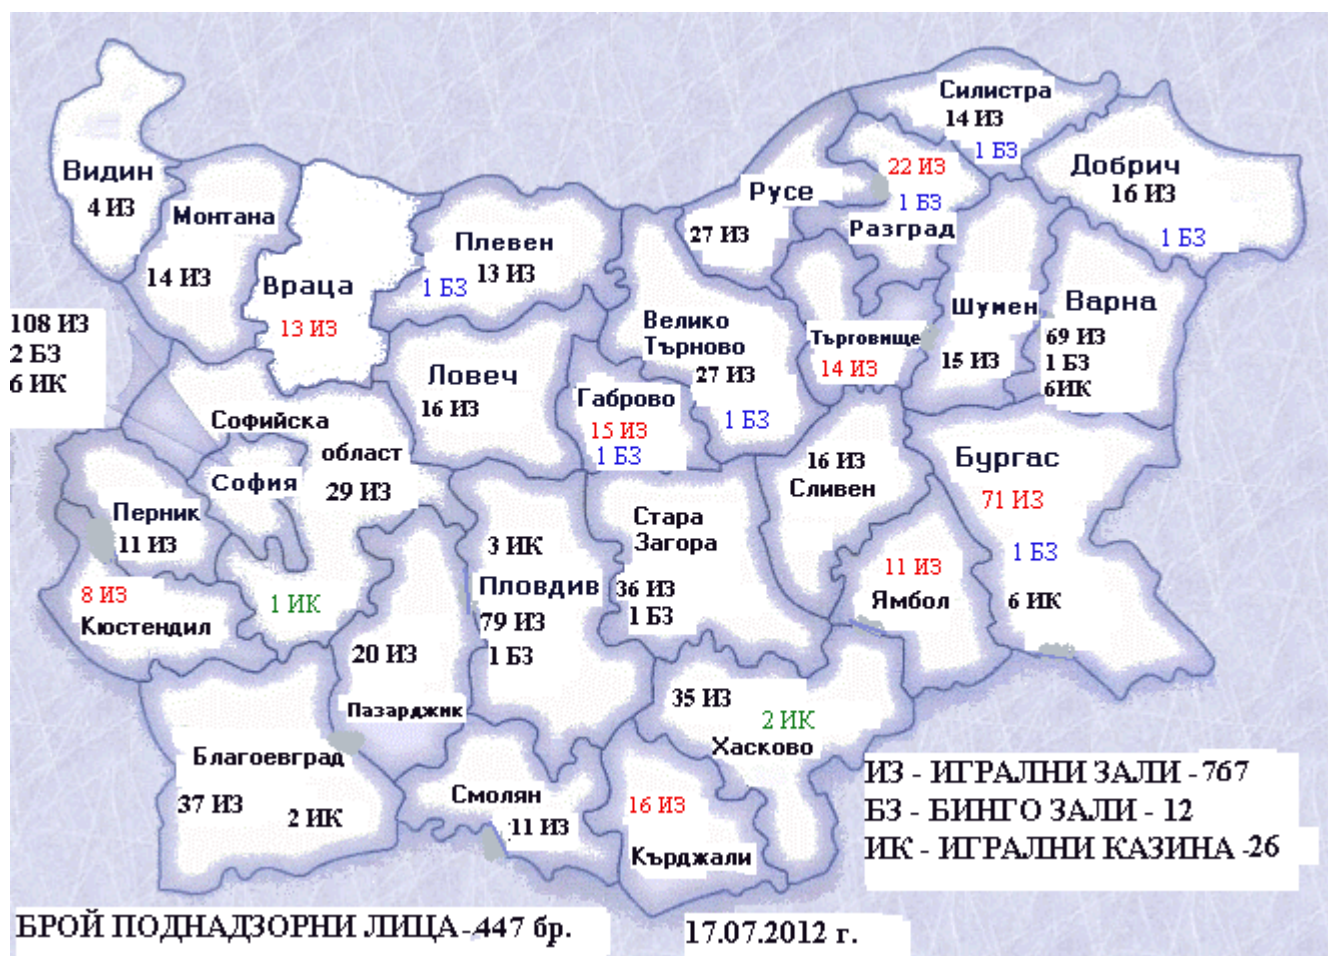 Силистра
14 ИЗ
1 БЗ
Добрич
16 ИЗ
1 БЗ
Видин
4 ИЗ
Монтана
14 ИЗ
Враца
13 ИЗ
Плевен
13 ИЗ
1 БЗ
Русе
27 ИЗ
22 ИЗ
1 БЗ
Разград
Шумен
15 ИЗ
Варна
69 ИЗ
1 БЗ
6ИК
108 ИЗ
2 БЗ
6 ИК
Велико
Търново
27 ИЗ
1 БЗ
Търговище
14 ИЗ
Ловеч
16 ИЗ
Габрово
15 ИЗ
1 БЗ
Софийска
област
29 ИЗ
1 ИК
София
Перник
11 ИЗ
8 ИЗ
Кюстендил
3 ИК
Пловдив
79 ИЗ
1 БЗ
Стара
Загора
36 ИЗ
1 БЗ
16 ИЗ
Сливен
Бургас
71 ИЗ
1 БЗ
6 ИК
11 ИЗ
Ямбол
20 ИЗ
Пазарджик
Благоевград
37 ИЗ
2 ИК
Смолян
11 ИЗ
35 ИЗ
2 ИК
Хасково
16 ИЗ
Кърджали
ИЗ - ИГРАЛНИ ЗАЛИ -767
БЗ - БИНГО ЗАЛИ - 12
ИК - ИГРАЛНИ КАЗИНА -26
БРОЙ ПОДНАДЗОРНИ ЛИЦА-447 бр.
17.07.2012 г.